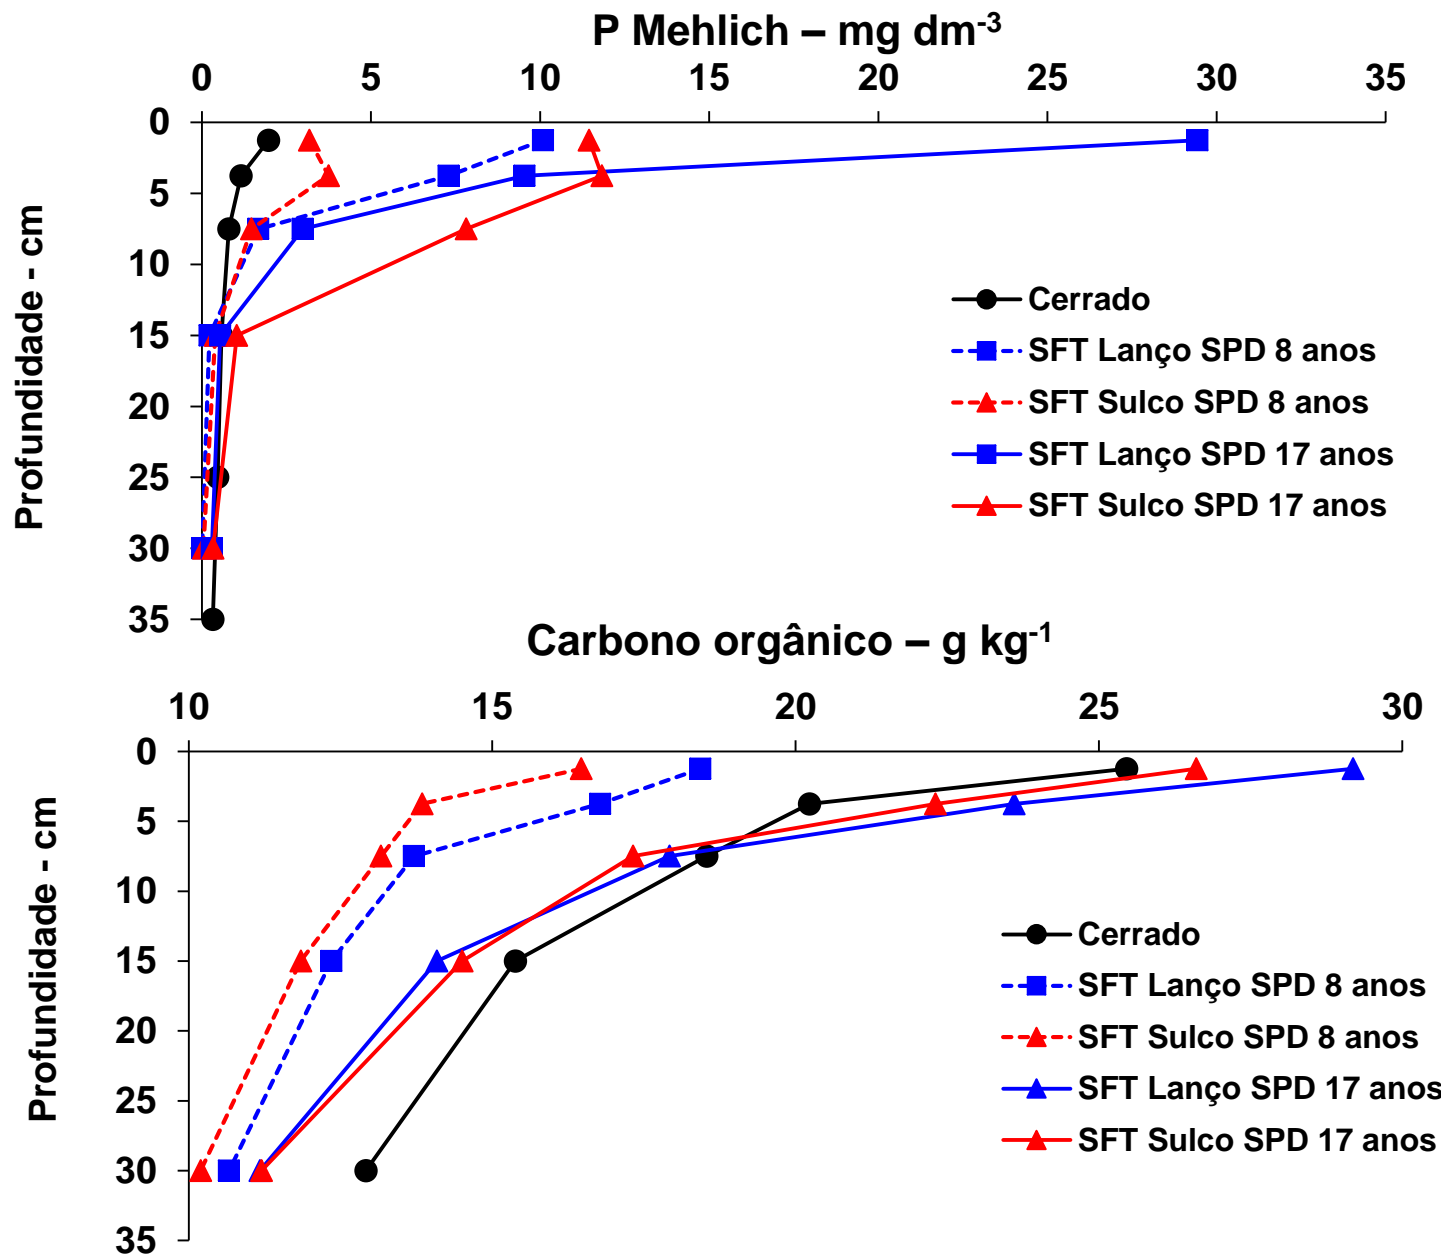 P Mehlich – mg dm-3
0 5 10 15 20 25 30 35
0
5
10
15
20
25
30
35
Profundidade - cm
Cerrado
SFT Lanço SPD 8 anos
SFT Sulco SPD 8 anos
SFT Lanço SPD 17 anos
SFT Sulco SPD 17 anos
Carbono orgânico – g kg-1
10 15 20 25 30
0
5
10
15
20
25
30
35
Profundidade - cm
Cerrado
SFT Lanço SPD 8 anos
SFT Sulco SPD 8 anos
SFT Lanço SPD 17 anos
SFT Sulco SPD 17 anos